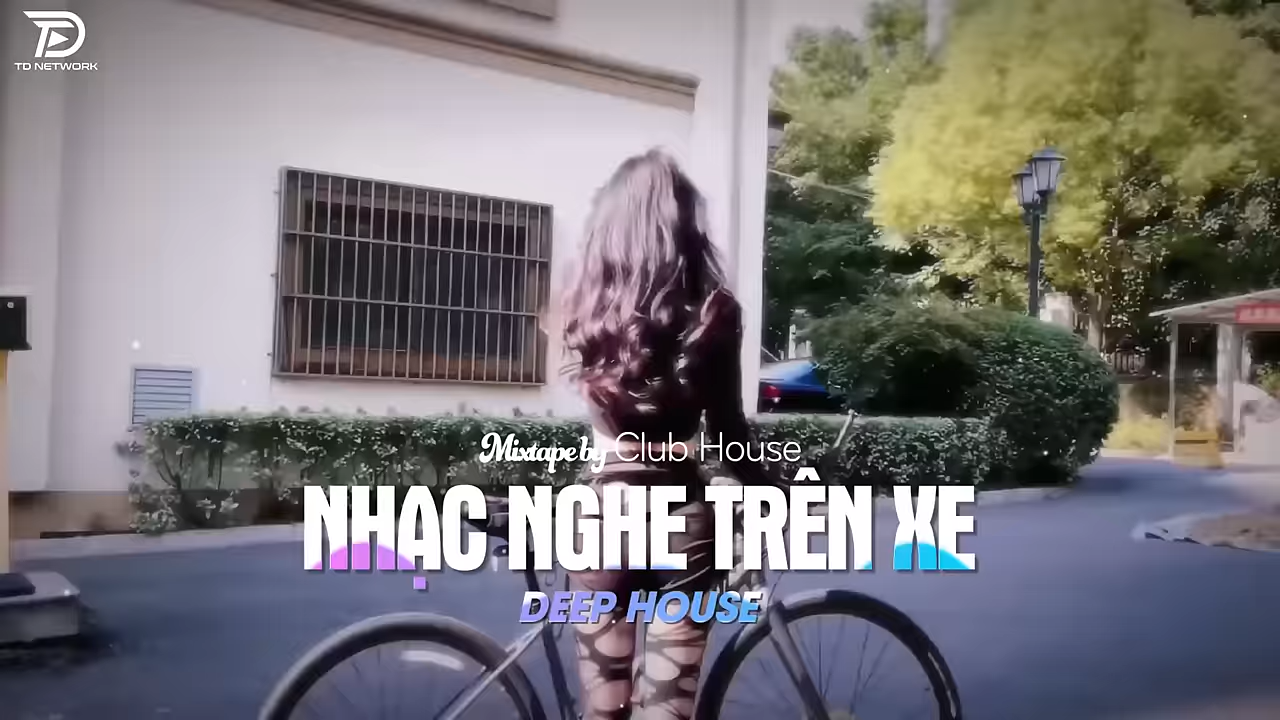 TD NETWORK
Mixtape by Club House
NHẠC NGHE TRÊN XE
DEEP HOUSE